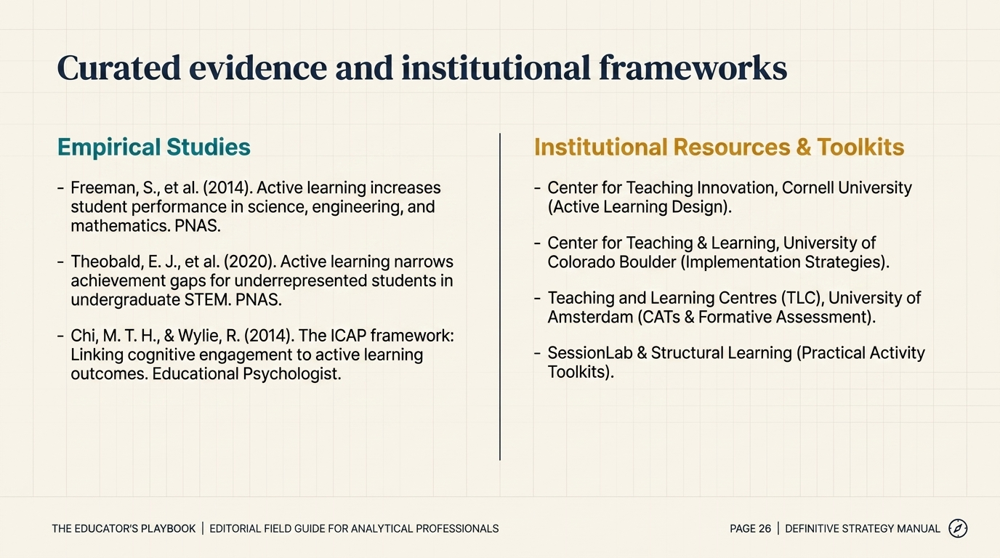 Curated evidence and institutional frameworks
Empirical Studies
– Freeman, S., et al. (2014). Active learning increases
student performance in science, engineering, and
mathematics. PNAS.
– Theobald, E. J., et al. (2020). Active learning narrows
achievement gaps for underrepresented students in
undergraduate STEM. PNAS.
– Chi, M. T. H., & Wylie, R. (2014). The ICAP framework:
Linking cognitive engagement to active learning
outcomes. Educational Psychologist.
Institutional Resources & Toolkits
– Center for Teaching Innovation, Cornell University
(Active Learning Design).
– Center for Teaching & Learning, University of
Colorado Boulder (Implementation Strategies).
– Teaching and Learning Centres (TLC), University of
Amsterdam (CATs & Formative Assessment).
– SessionLab & Structural Learning (Practical Activity
Toolkits).
THE EDUCATOR'S PLAYBOOK | EDITORIAL FIELD GUIDE FOR ANALYTICAL PROFESSIONALS
PAGE 26 | DEFINITIVE STRATEGY MANUAL